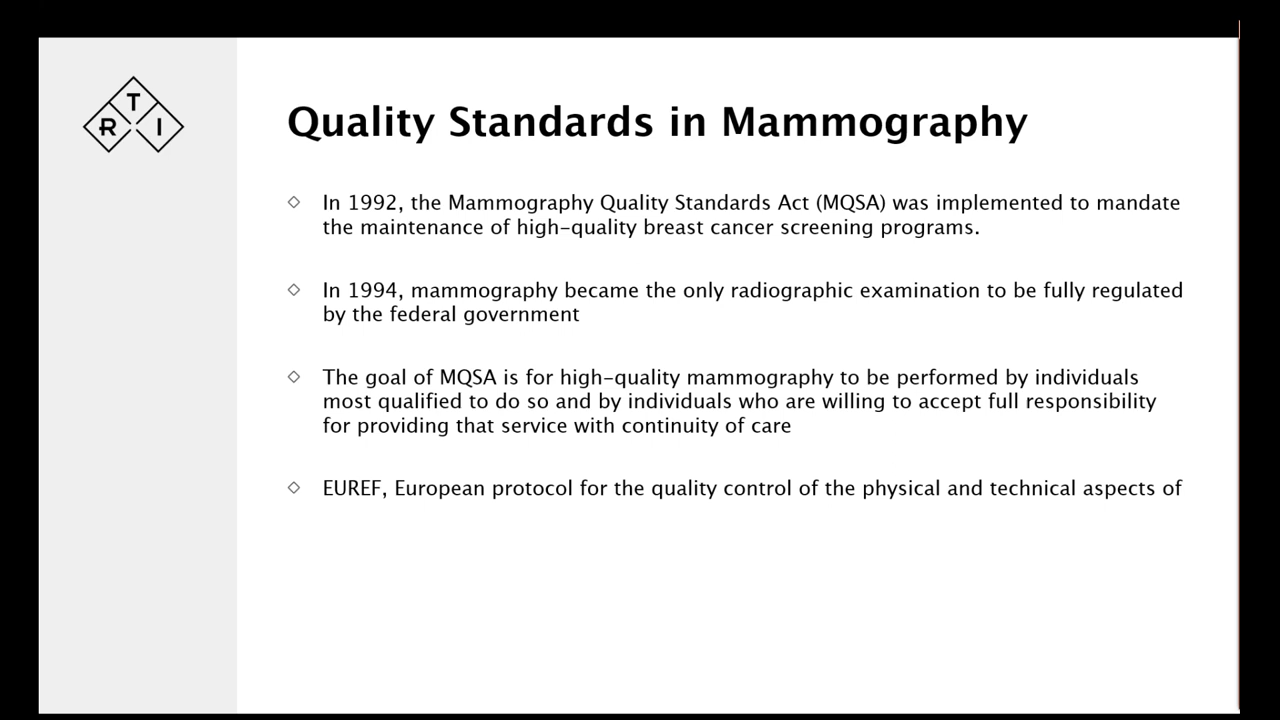 T
R I
Quality Standards in Mammography
In 1992, the Mammography Quality Standards Act (MQSA) was implemented to mandate
the maintenance of high-quality breast cancer screening programs.
In 1994, mammography became the only radiographic examination to be fully regulated
by the federal government
The goal of MQSA is for high-quality mammography to be performed by individuals
most qualified to do so and by individuals who are willing to accept full responsibility
for providing that service with continuity of care
EUREF, European protocol for the quality control of the physical and technical aspects of